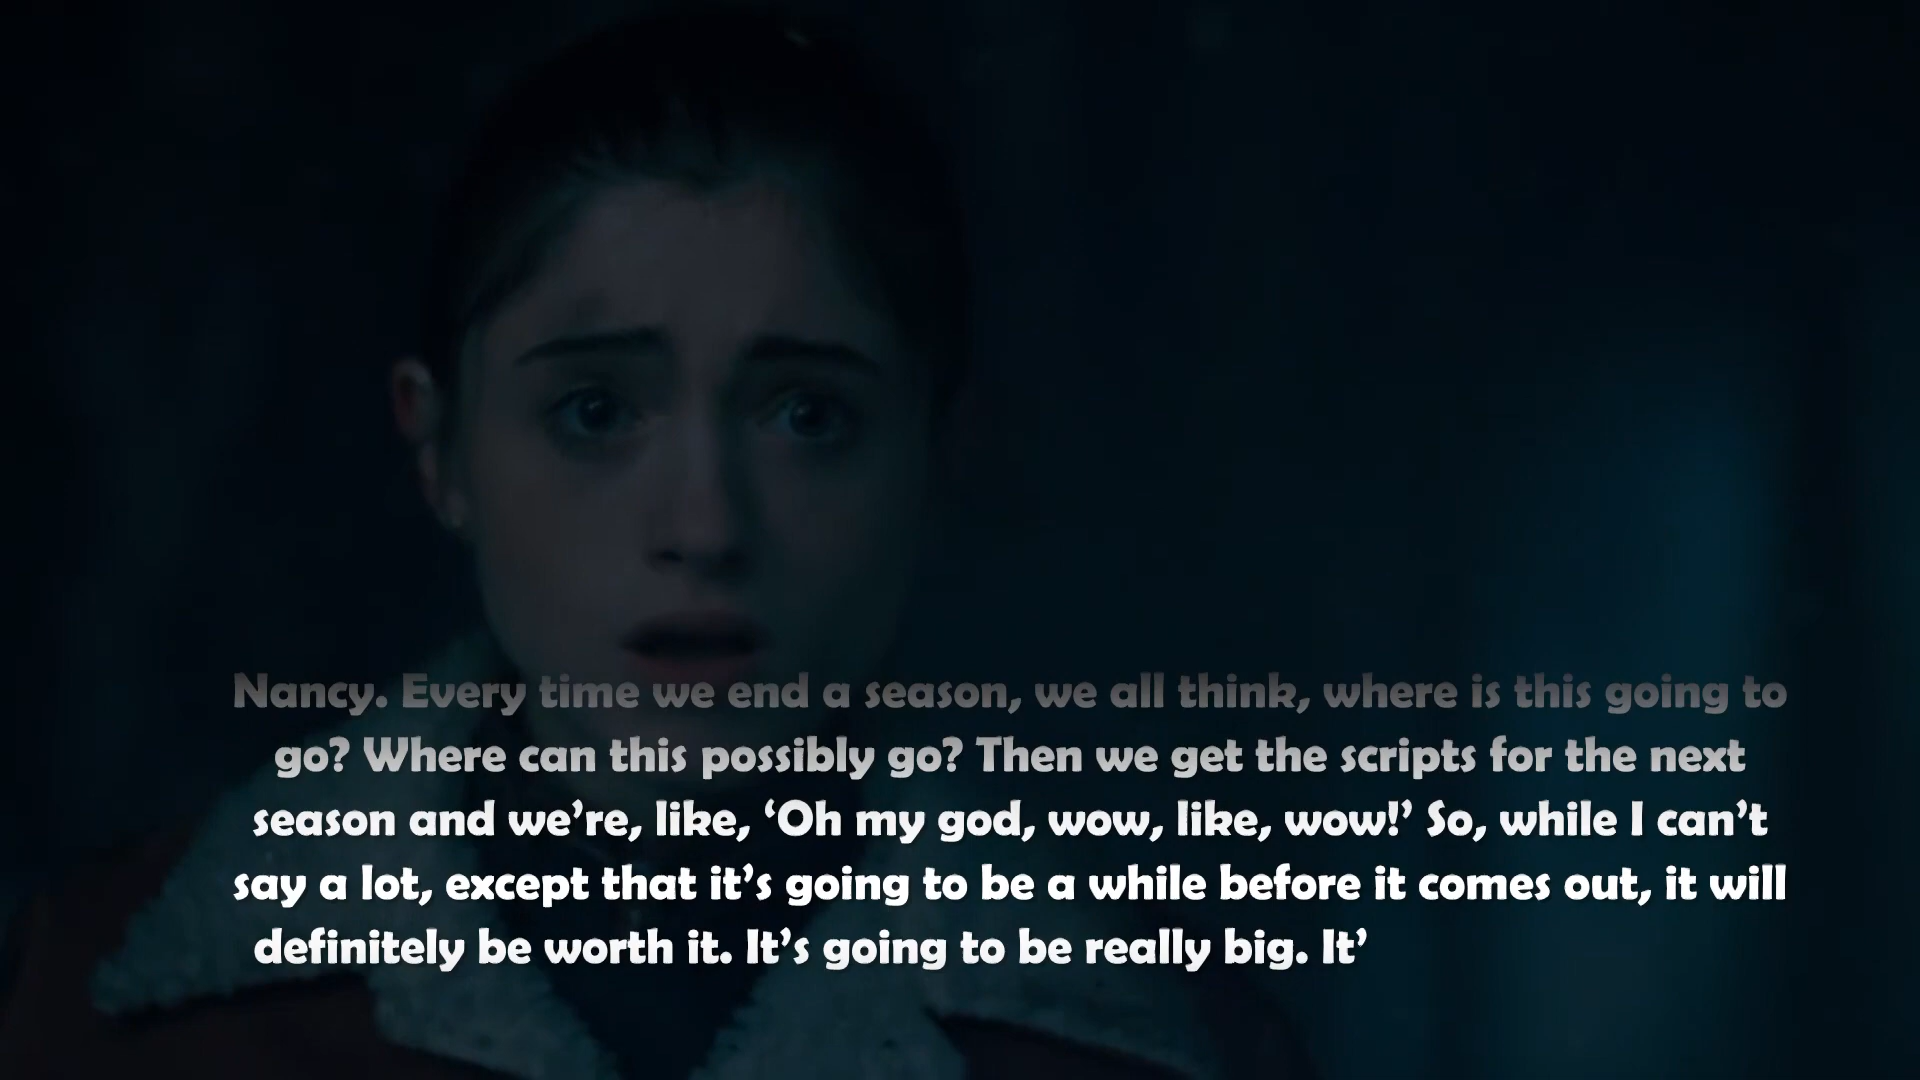 Nancy. Every time we end a season, we all think, where is this going to
go? Where can this possibly go? Then we get the scripts for the next
season and we’re, like, ‘Oh my god, wow, like, wow!’ So, while I can’t
say a lot, except that it’s going to be a while before it comes out, it will
definitely be worth it. It’s going to be really big. It’